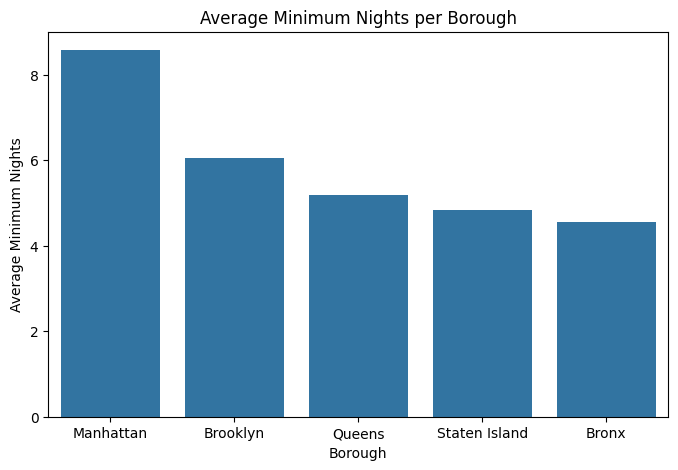 Average Minimum Nights per Borough
Average Minimum Nights
8
6
4
2
0
Manhattan Brooklyn Queens Staten Island Bronx
Borough